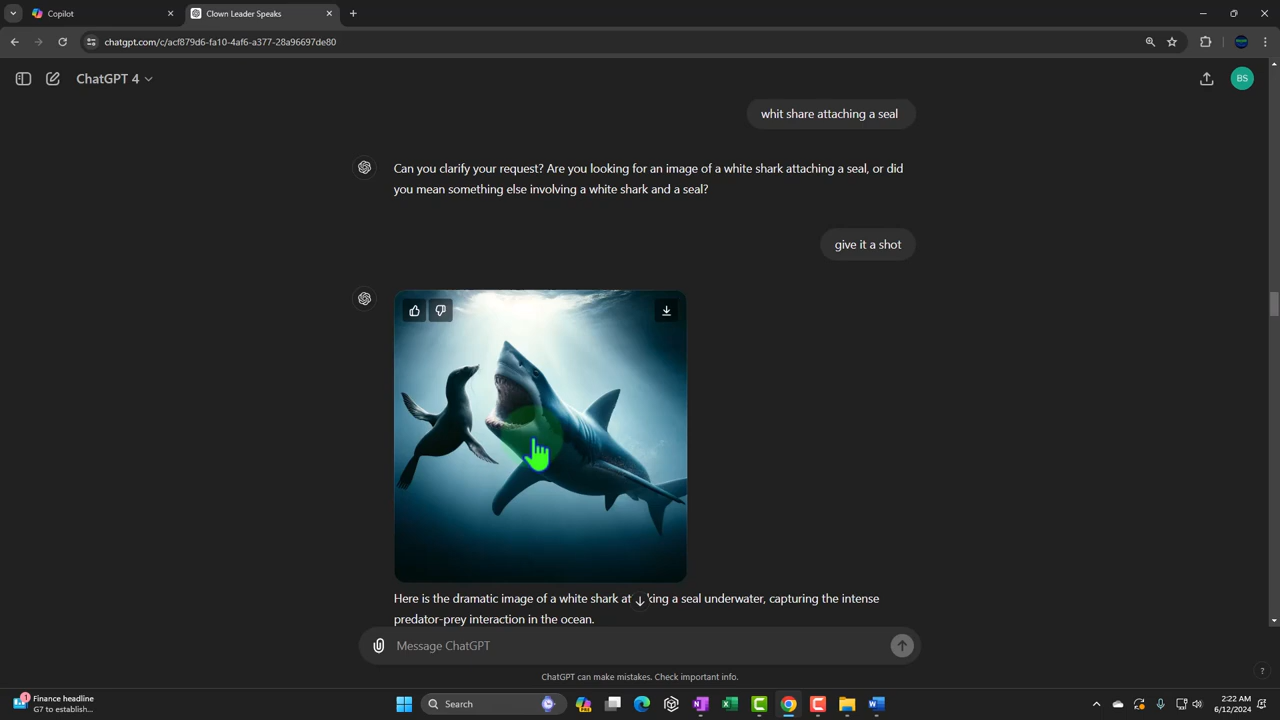 Copilot
Clown Leader Speaks
chatgpt.com/c/acf879d6-fa10-4af6-a377-28a96697de80
ChatGPT 4
BS
whit share attaching a seal
Can you clarify your request? Are you looking for an image of a white shark attaching a seal, or did
you mean something else involving a white shark and a seal?
give it a shot
Here is the dramatic image of a white shark at king a seal underwater, capturing the intense
predator-prey interaction in the ocean.
Message ChatGPT
ChatGPT can make mistakes. Check important info.
?
1
Finance headline
G7 to establish...
Search
2:22 AM
6/12/2024